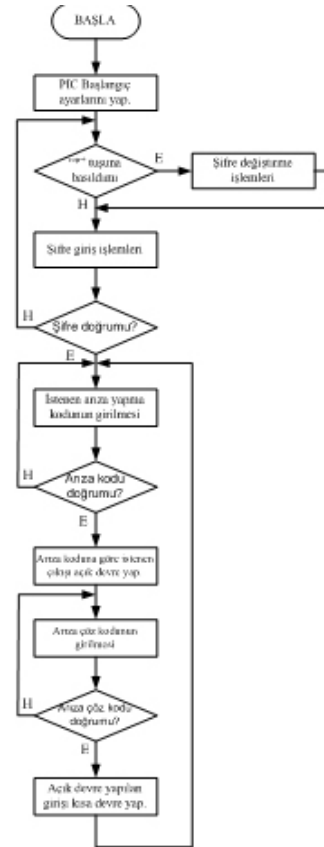 BAŞLA
PIC Başlangıç
ayarlarını yap.
tuşuna
basıldımı
E
Şifre değiştirme
işlemleri
H
Şifre giriş işlemleri
H
Şifre doğrumu?
E
İstenen arıza yapma
kodunun girilmesi
H
Arıza kodu
doğrumu?
E
Arıza koduna göre istenen
çıkışı açık devre yap.
Arıza çöz kodunun
girilmesi
H
Arıza çöz kodu
doğrumu?
E
Açık devre yapılan
girişi kısa devre yap.